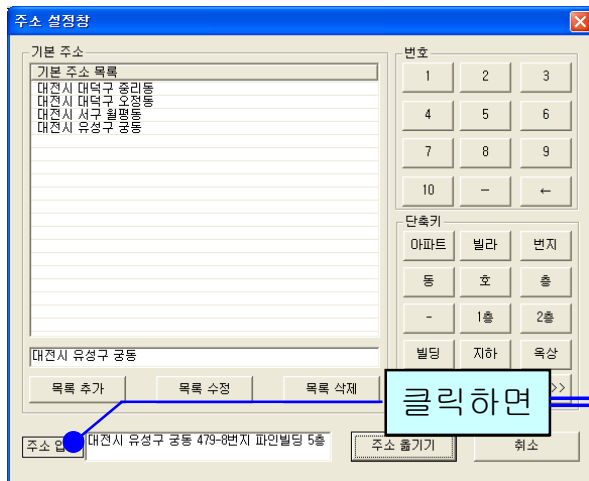 주소 설정창
기본 주소
기본 주소 목록
대전시 대덕구 중리동
대전시 대덕구 오정동
대전시 서구 월평동
대전시 유성구 궁동
대전시 유성구 궁동
목록 추가 목록 수정 목록 삭제
번호
1 2 3
4 5 6
7 8 9
10 - ←
단축키
아파트 빌라 번지
동 호 층
- 1층 2층
빌딩 지하 옥상
>>
클릭하면
주소 대전시 유성구 궁동 479-8번지 파인빌딩 5층
주소 옮기기 취소